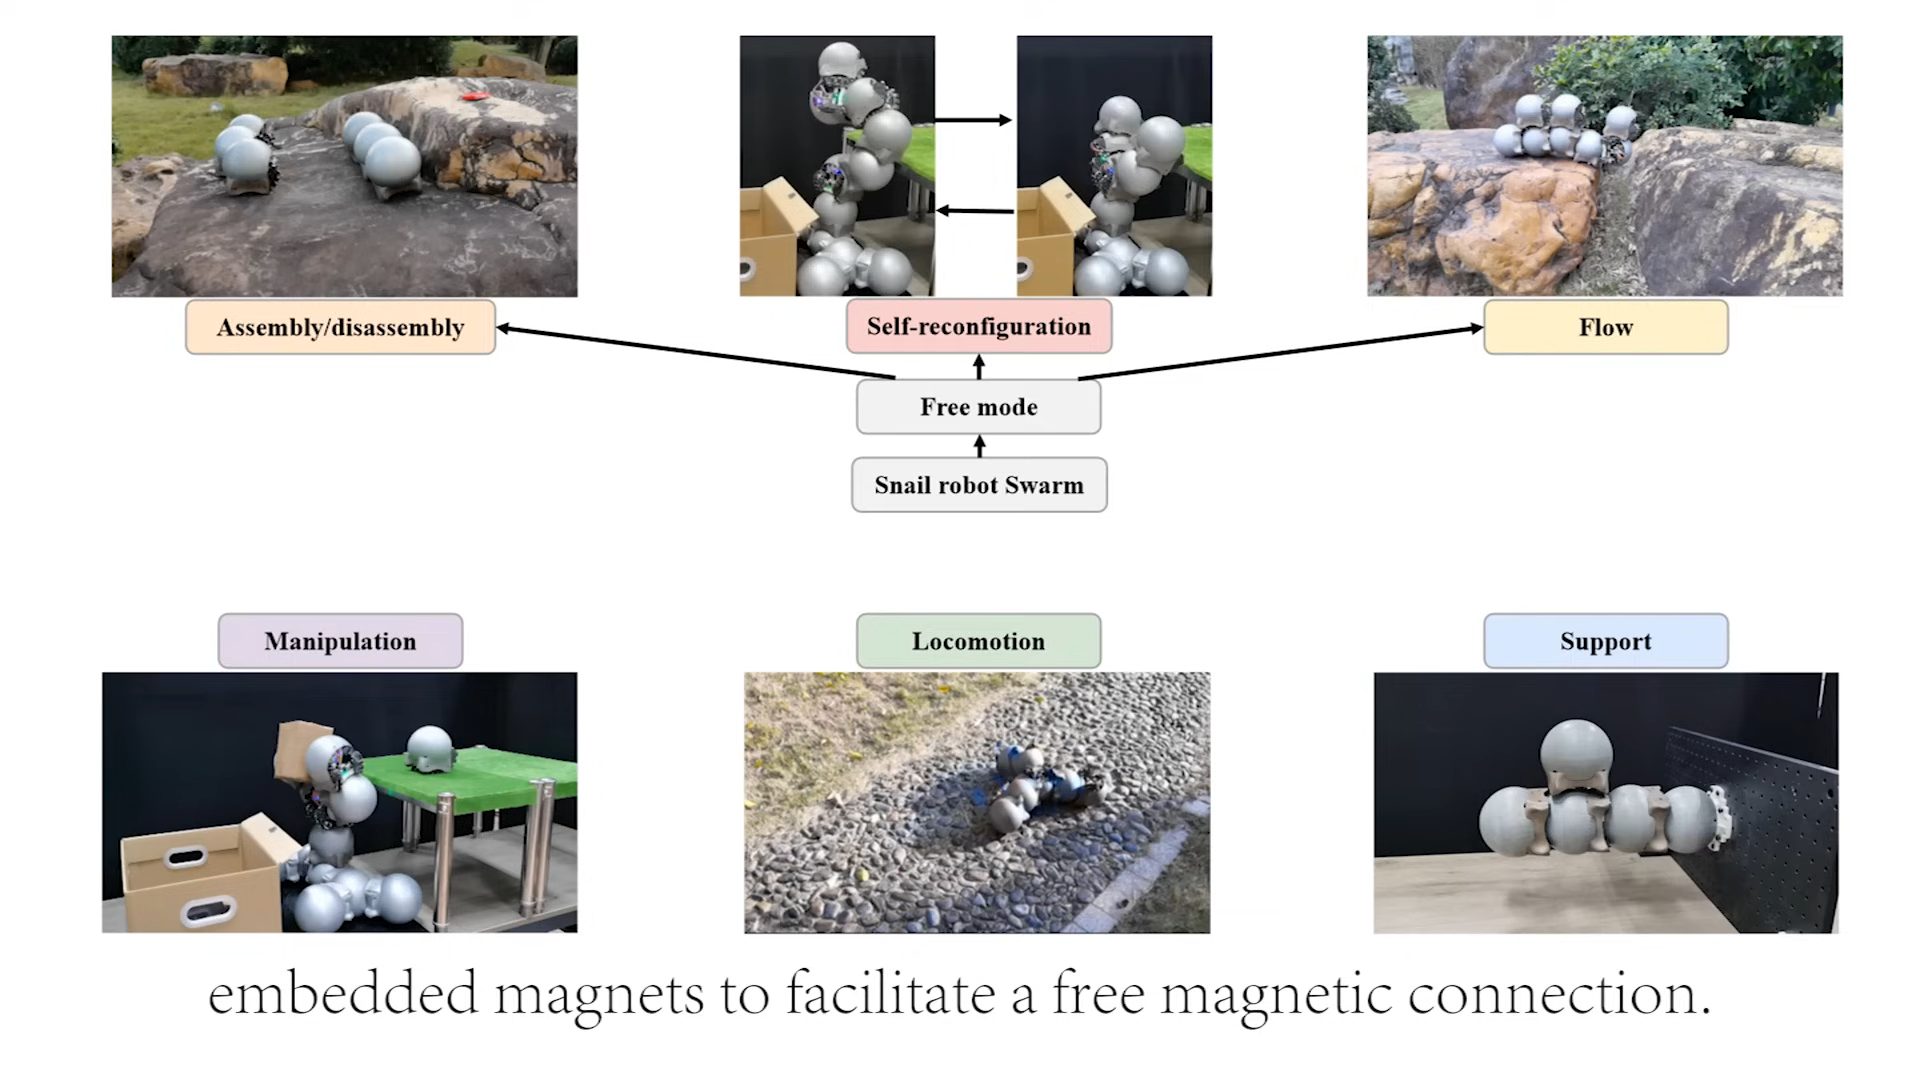 Assembly/disassembly
Self-reconfiguration
Flow
Free mode
Snail robot Swarm
Manipulation
Locomotion
Support
embedded magnets to facilitate a free magnetic connection.